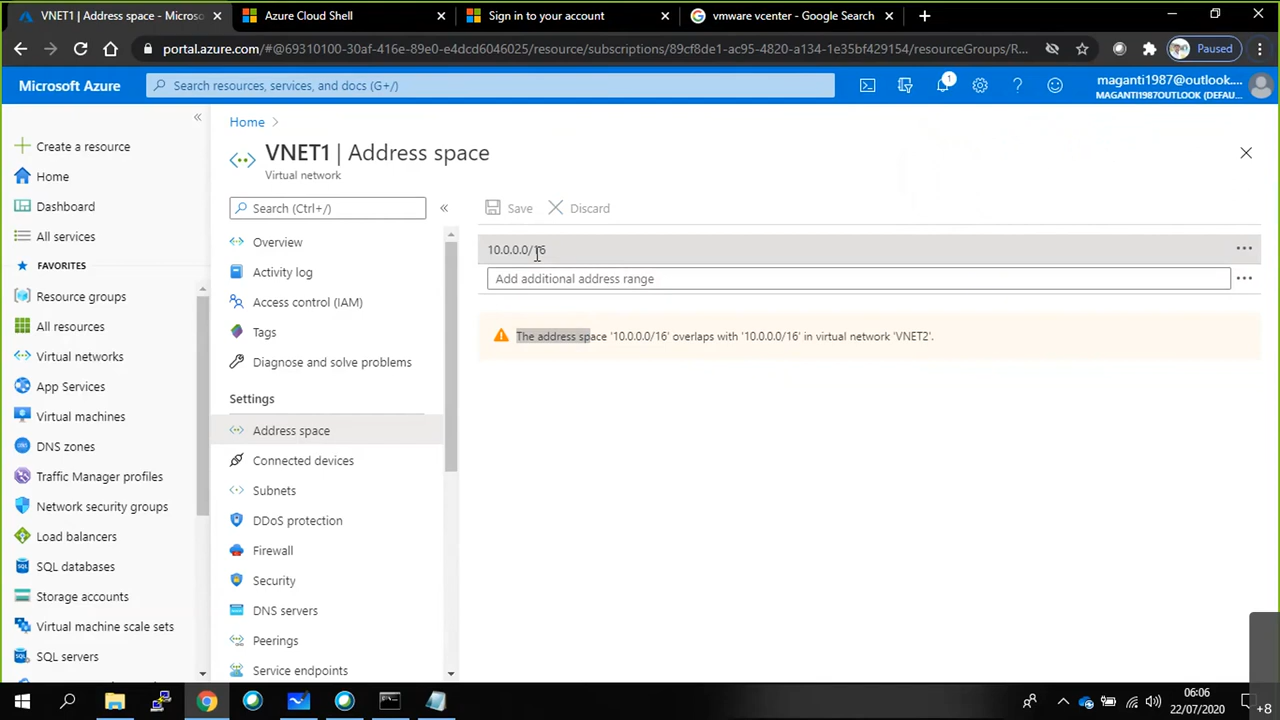 VNET1 | Address space - Microso
Azure Cloud Shell
Sign in to your account
vmware vcenter - Google Search
portal.azure.com/#@69310100-30af-416e-89e0-e4dcd6046025/resource/subscriptions/89cf8de1-ac95-4820-a134-1e35bf429154/resourceGroups/R...
Paused
Microsoft Azure
Search resources, services, and docs (G+/)
1
maganti1987@outlook....
MAGANTI1987OUTLOOK (DEFAU...
Create a resource
Home
Dashboard
All services
FAVORITES
Resource groups
All resources
Virtual networks
App Services
Virtual machines
DNS zones
Traffic Manager profiles
Network security groups
Load balancers
SQL databases
Storage accounts
Virtual machine scale sets
SQL servers
Home >
VNET1 | Address space
Virtual network
Search (Ctrl+/)
Overview
Activity log
Access control (IAM)
Tags
Diagnose and solve problems
Settings
Address space
Connected devices
Subnets
DDoS protection
Firewall
Security
DNS servers
Peerings
Service endpoints
Save
Discard
10.0.0.0/16
Add additional address range
The address space '10.0.0.0/16' overlaps with '10.0.0.0/16' in virtual network 'VNET2'.
06:06
22/07/2020
+8